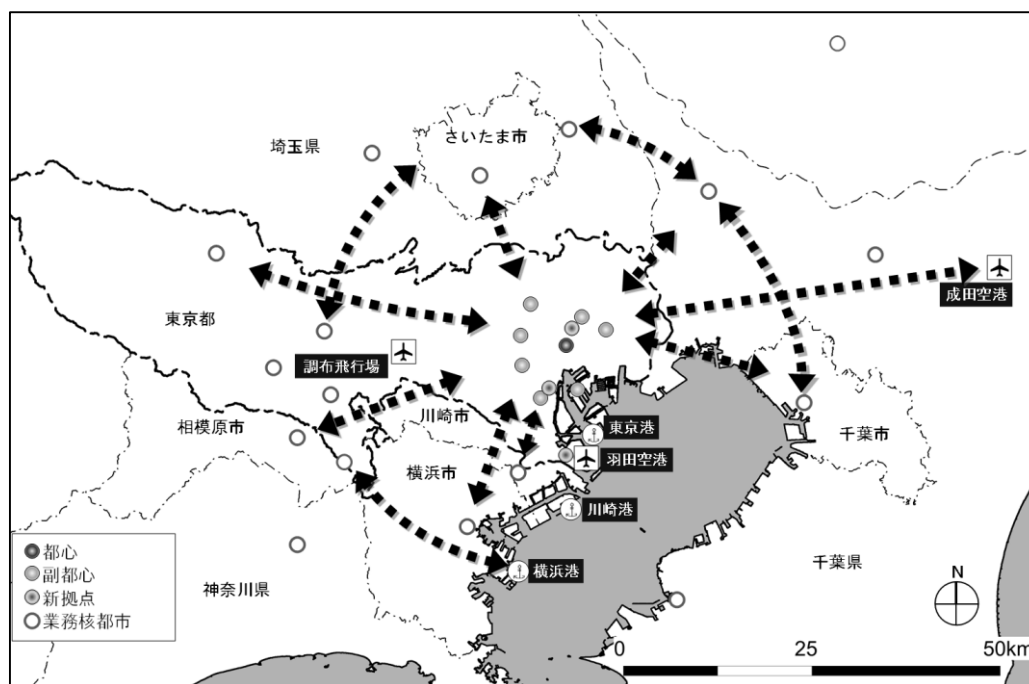 さいたま市
埼玉県
成田空港
東京都
調布飛行場
川崎市
相模原市
東京港
千葉市
横浜市
羽田空港
川崎港
都心
副都心
新拠点
業務核都市
神奈川県
横浜港
千葉県
N
0
25
50km